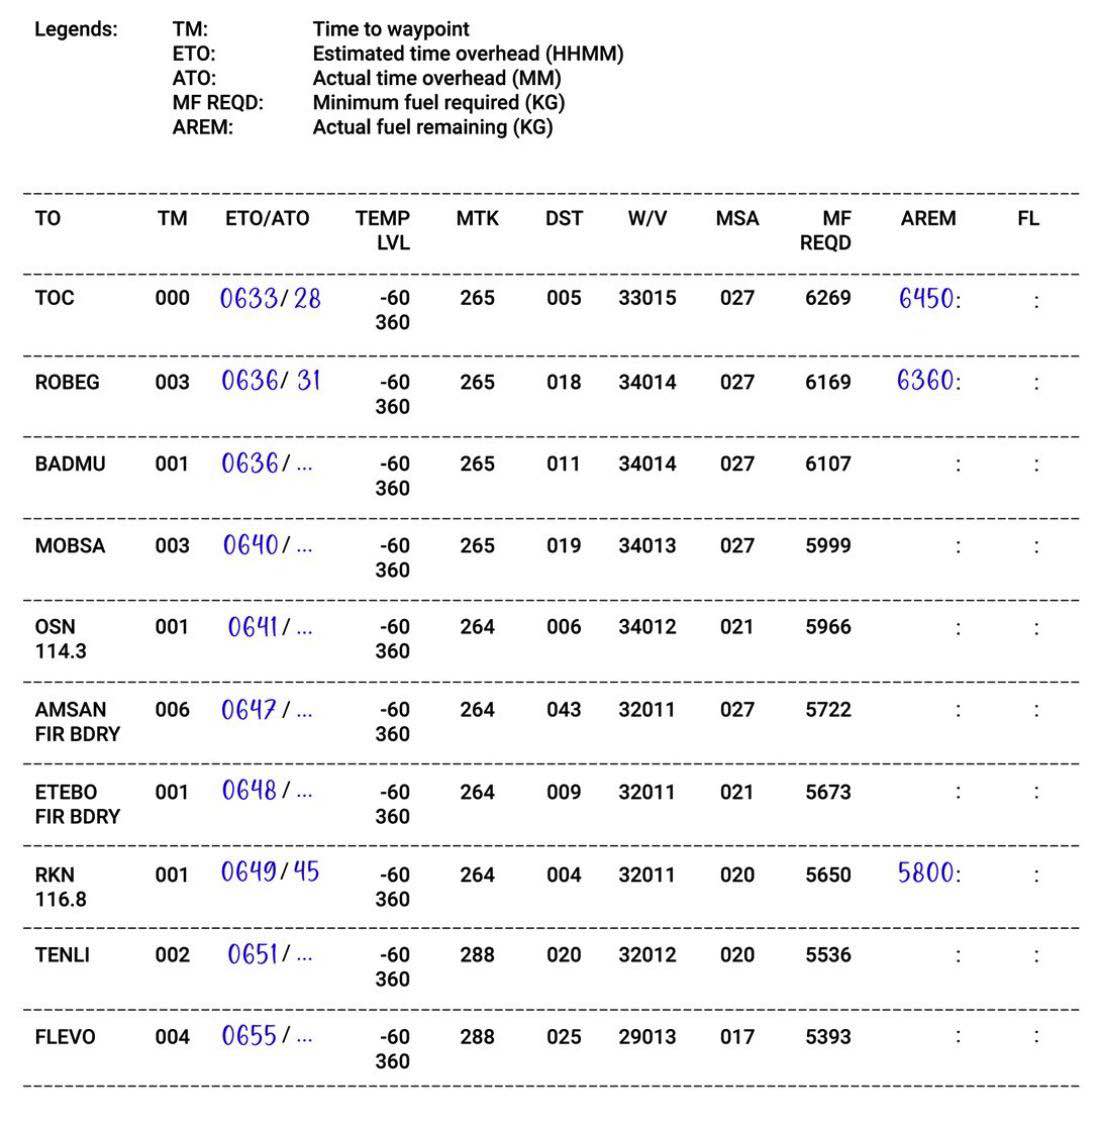 Legends: TM: Time to waypoint
ETO: Estimated time overhead (HHMM)
ATO: Actual time overhead (MM)
MF REQD: Minimum fuel required (KG)
AREM: Actual fuel remaining (KG)
TO TM ETO/ATO TEMP MTK DST W/V MSA MF AREM FL
LVL REQD
TOC 000 0633/28 -60 265 005 33015 027 6269 6450: :
360
ROBEG 003 0636/31 -60 265 018 34014 027 6169 6360: :
360
BADMU 001 0636/... -60 265 011 34014 027 6107 : :
360
MOBSA 003 0640/... -60 265 019 34013 027 5999 : :
360
OSN 001 0641/... -60 264 006 34012 021 5966 : :
114.3 360
AMSAN 006 0647/... -60 264 043 32011 027 5722 : :
FIR BDRY 360
ETEBO 001 0648/... -60 264 009 32011 021 5673 : :
FIR BDRY 360
RKN 001 0649/45 -60 264 004 32011 020 5650 5800: :
116.8 360
TENLI 002 0651/... -60 288 020 32012 020 5536 : :
360
FLEVO 004 0655/... -60 288 025 29013 017 5393 : :
360